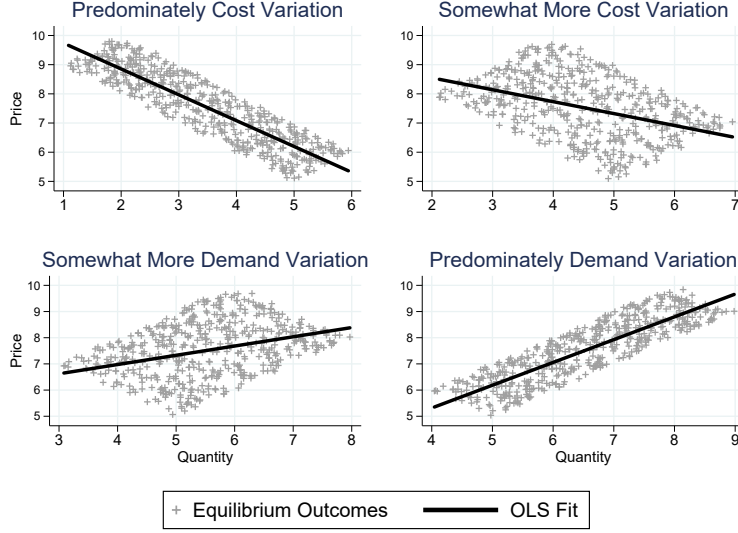 Predominately Cost Variation
Somewhat More Cost Variation
10
9
8
7
6
5
Price
1 2 3 4 5 6
10
9
8
7
6
5
2 3 4 5 6 7
Somewhat More Demand Variation
Predominately Demand Variation
10
9
8
7
6
5
Price
3 4 5 6 7 8
Quantity
10
9
8
7
6
5
4 5 6 7 8 9
Quantity
+ Equilibrium Outcomes OLS Fit